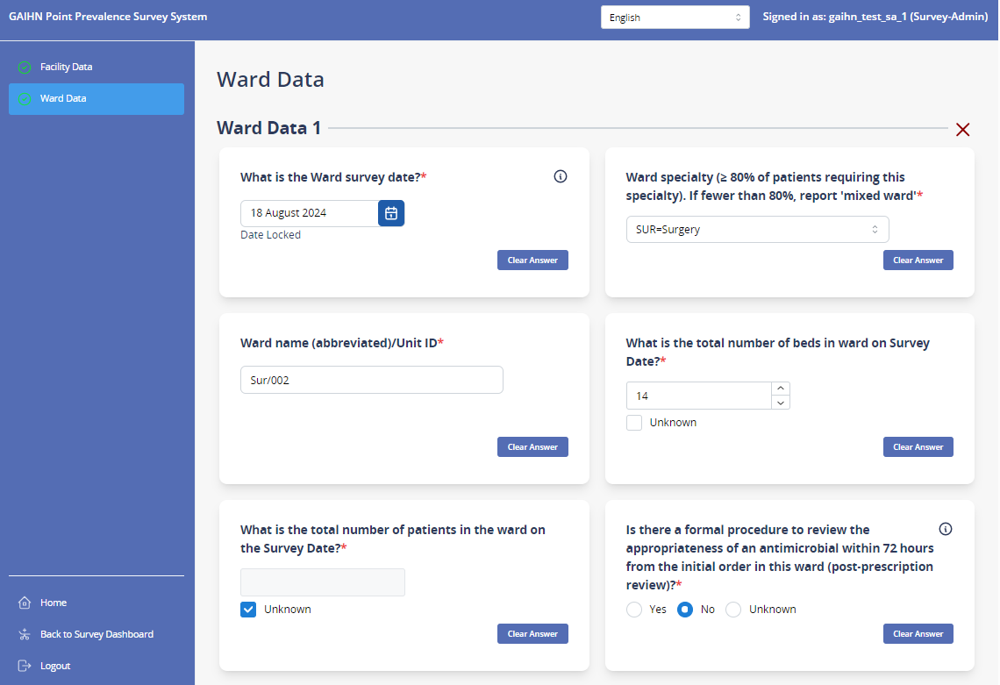 GAIHN Point Prevalence Survey System
English
Signed in as: gaihn_test_sa_1 (Survey-Admin)
Facility Data
Ward Data
Home
Back to Survey Dashboard
Logout
Ward Data
Ward Data 1
What is the Ward survey date?*
18 August 2024
Date Locked
Clear Answer
Ward specialty (≥ 80% of patients requiring this
specialty). If fewer than 80%, report 'mixed ward'*
SUR=Surgery
Clear Answer
Ward name (abbreviated)/Unit ID*
Sur/002
Clear Answer
What is the total number of beds in ward on Survey
Date?*
14
Unknown
Clear Answer
What is the total number of patients in the ward on
the Survey Date?*
Unknown
Clear Answer
Is there a formal procedure to review the
appropriateness of an antimicrobial within 72 hours
from the initial order in this ward (post-prescription
review)?*
Yes No Unknown
Clear Answer